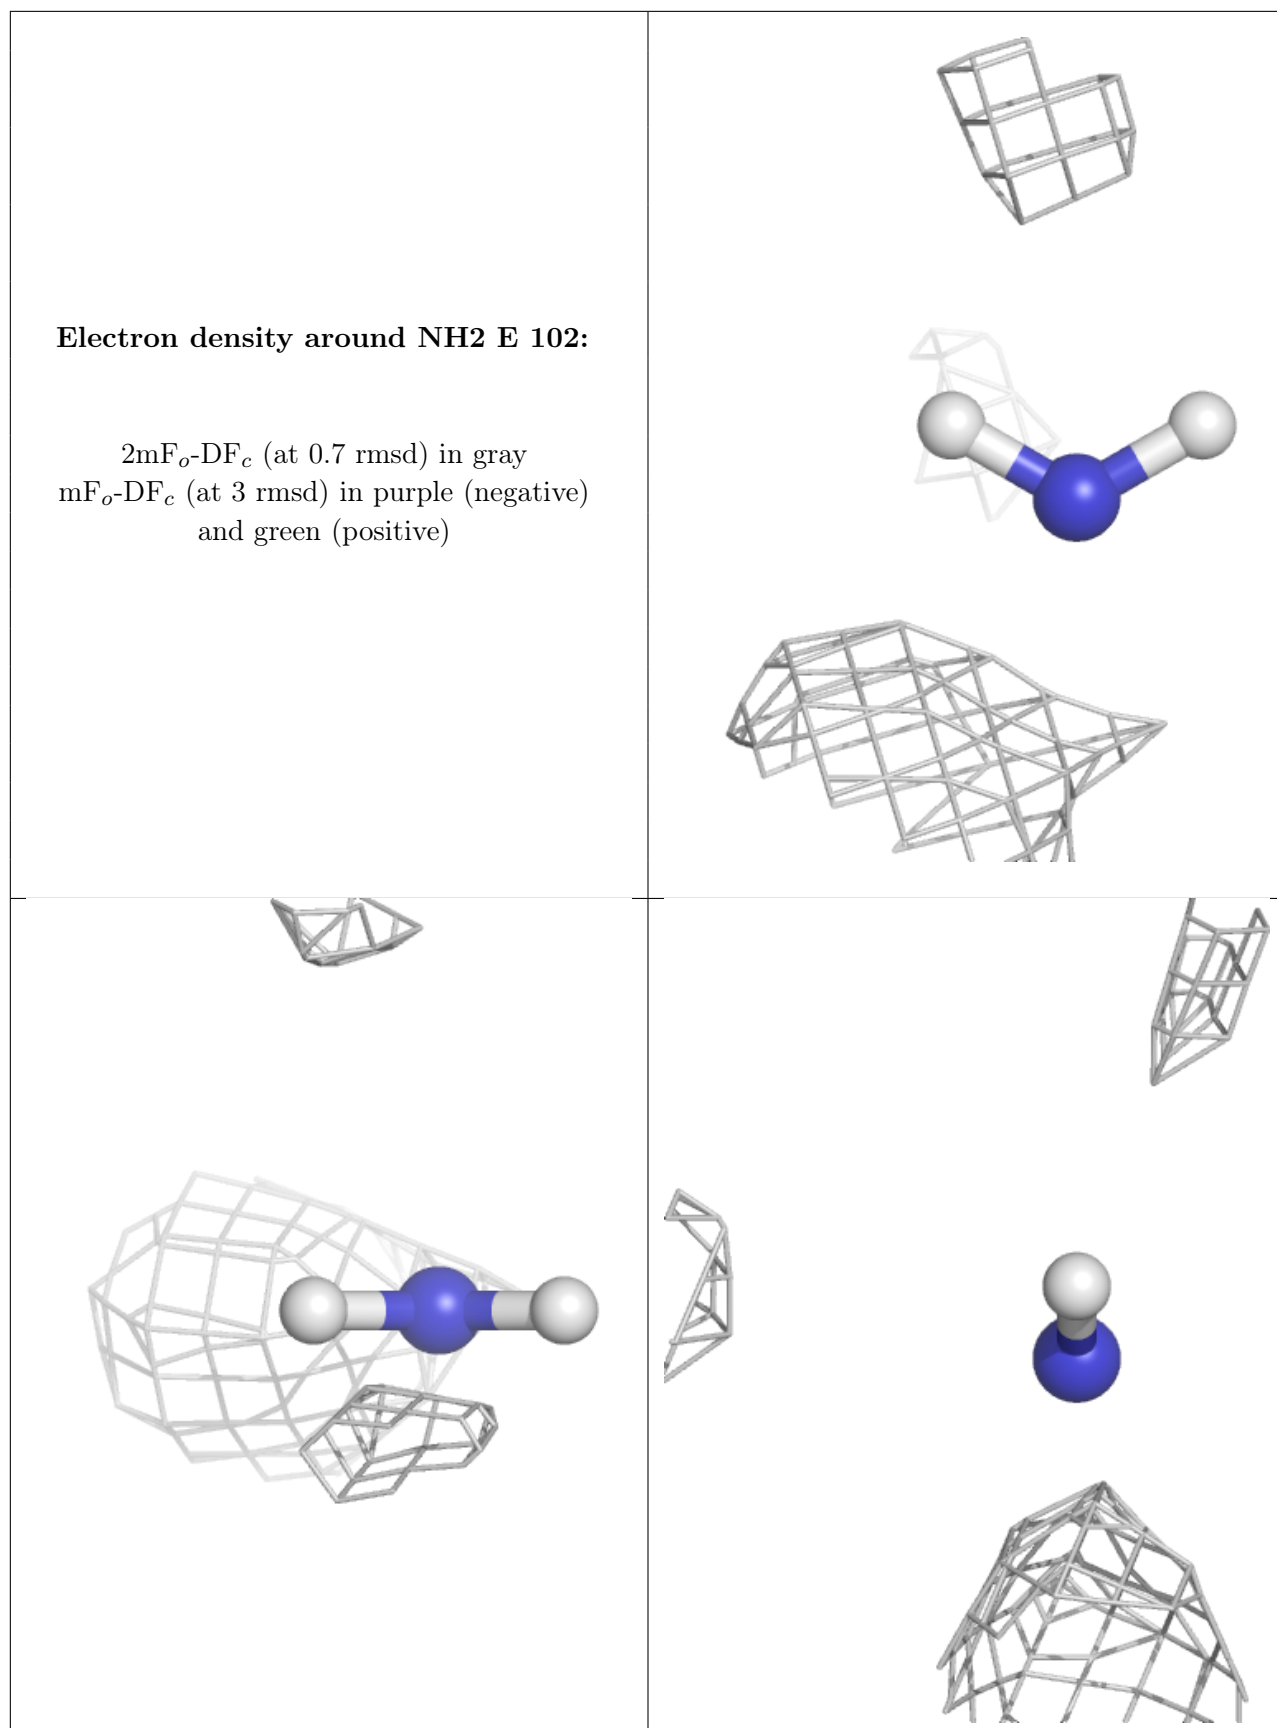 Electron density around NH2 E 102:
2mFo-DFc (at 0.7 rmsd) in gray
mFo-DFc (at 3 rmsd) in purple (negative)
and green (positive)